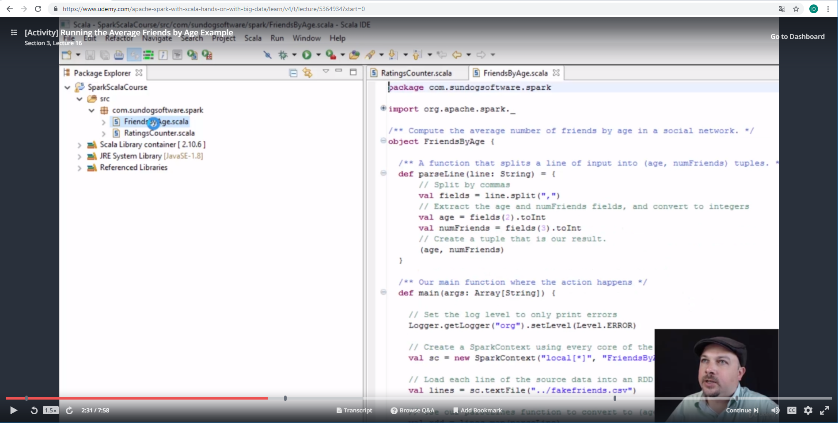 https://www.udemy.com/apache-spark-with-scala-hands-on-with-big-data/learn/v4/t/lecture/5364934?start=0
Scala - SparkScalaCourse/src/com/sundogsoftware/spark/FriendsByAge.scala - Scala IDE
[Activity] Running the Average Friends by Age Example
Go to Dashboard
File Edit Refactor Navigate Search Project Scala Run Window Help
Section 3, Lecture 16
Package Explorer
RatingsCounter.scala
FriendsByAge.scala
SparkScalaCourse
src
com.sundogsoftware.spark
FriendsByAge.scala
RatingsCounter.scala
Scala Library container [ 2.10.6 ]
JRE System Library [JavaSE-1.8]
Referenced Libraries
package com.sundogsoftware.spark
import org.apache.spark._
/** Compute the average number of friends by age in a social network. */
object FriendsByAge {
/** A function that splits a line of input into (age, numFriends) tuples. *
def parseLine(line: String) = {
// Split by commas
val fields = line.split(",")
// Extract the age and numFriends fields, and convert to integers
val age = fields(2).toInt
val numFriends = fields(3).toInt
// Create a tuple that is our result.
(age, numFriends)
}
/** Our main function where the action happens */
def main(args: Array[String]) {
// Set the log level to only print errors
Logger.getLogger("org").setLevel(Level.ERROR)
// Create a SparkContext using every core of the
val sc = new SparkContext("local[*]", "FriendsBy
// Load each line of the source data into an RDD
val lines = sc.textFile("../fakefriends.csv")
1.5x
2:31 / 7:58
Transcript
Browse Q&A
Add Bookmark
Continue